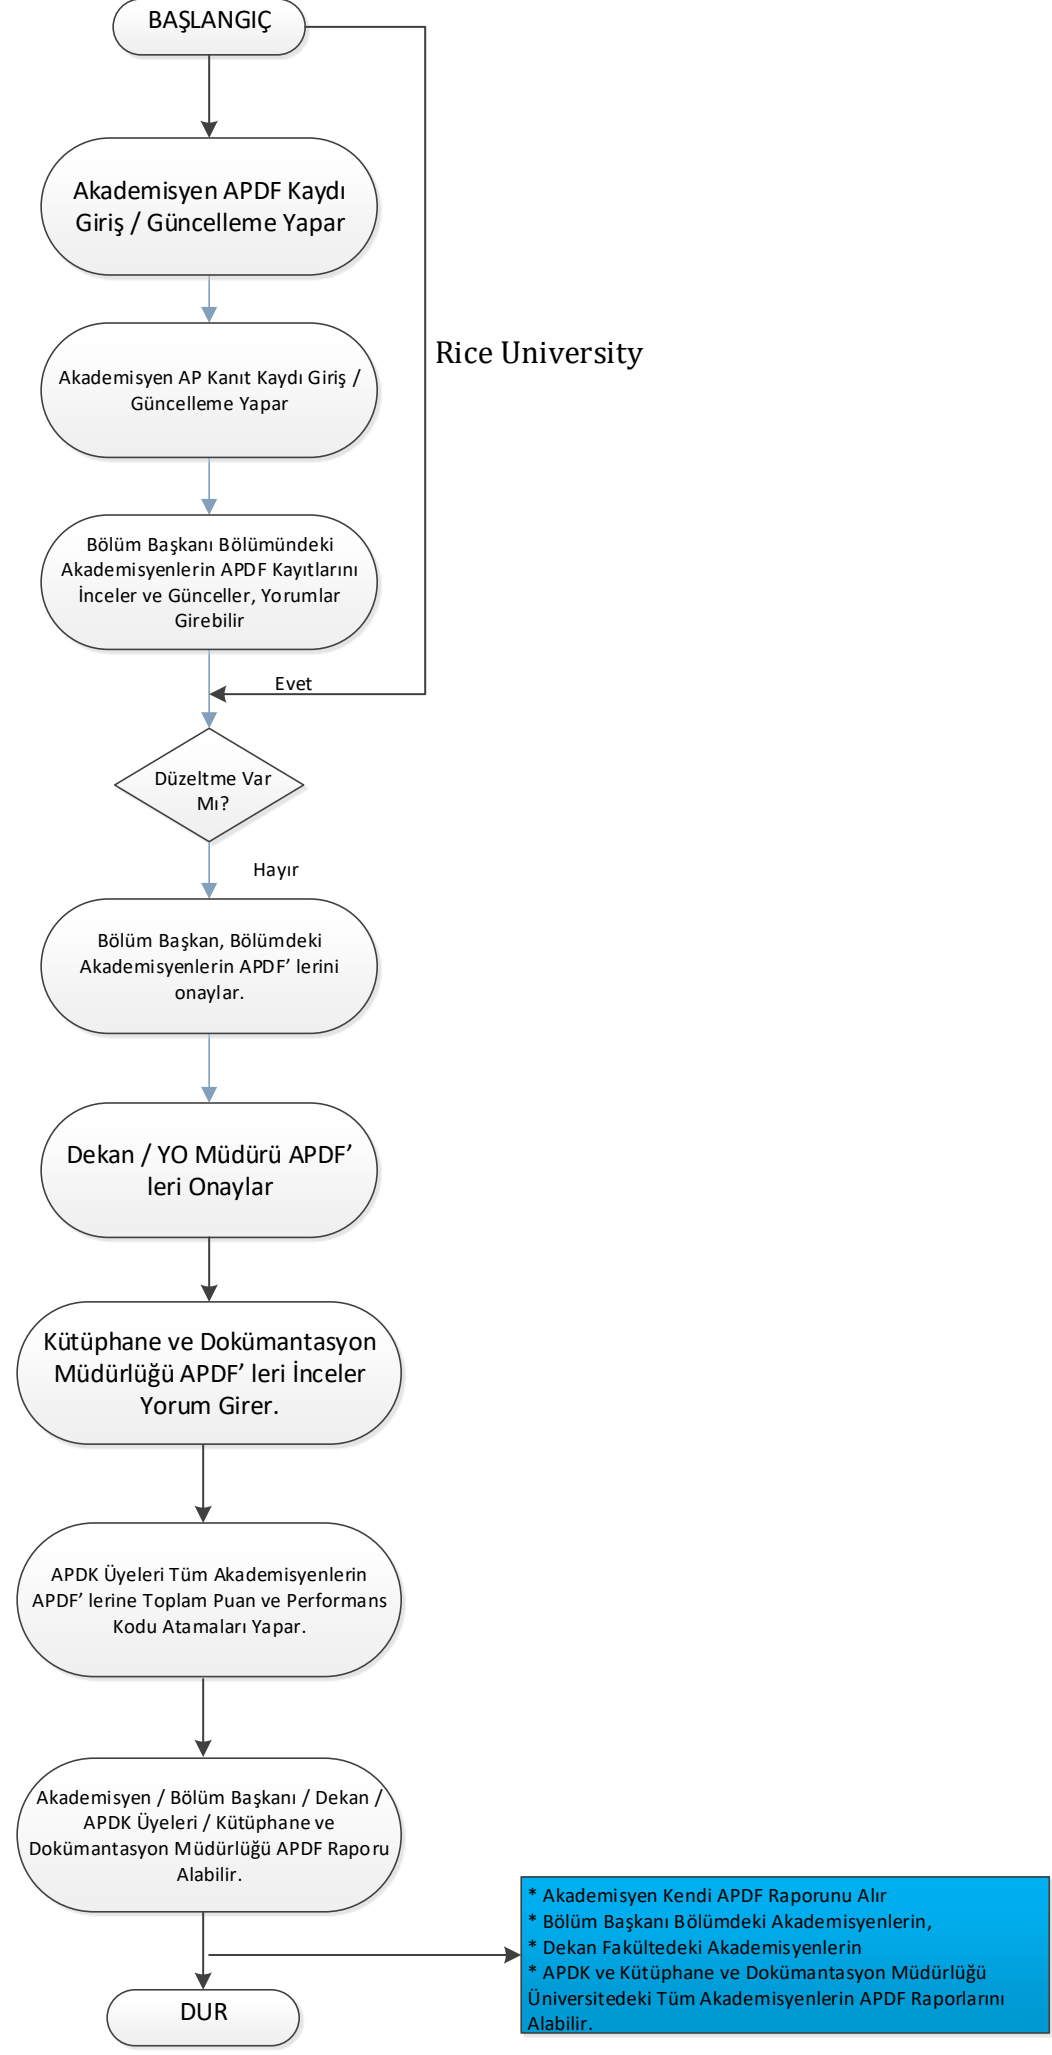 BAŞLANGIÇ
Akademisyen APDF Kaydı
Giriş / Güncelleme Yapar
Rice University
Akademisyen AP Kanıt Kaydı Giriş /
Güncelleme Yapar
Bölüm Başkanı Bölümündeki
Akademisyenlerin APDF Kayıtlarını
İnceler ve Günceller, Yorumlar
Girebilir
Evet
Düzeltme Var
Mı?
Hayır
Bölüm Başkan, Bölümdeki
Akademisyenlerin APDF’ lerini
onaylar.
Dekan / YO Müdürü APDF’
leri Onaylar
Kütüphane ve Dokümantasyon
Müdürlüğü APDF’ leri İnceler
Yorum Girer.
APDK Üyeleri Tüm Akademisyenlerin
APDF’ lerine Toplam Puan ve Performans
Kodu Atamaları Yapar.
Akademisyen / Bölüm Başkanı / Dekan /
APDK Üyeleri / Kütüphane ve
Dokümantasyon Müdürlüğü APDF Raporu
Alabilir.
* Akademisyen Kendi APDF Raporunu Alır
* Bölüm Başkanı Bölümdeki Akademisyenlerin,
* Dekan Fakültedeki Akademisyenlerin
* APDK ve Kütüphane ve Dokümantasyon Müdürlüğü
Üniversitedeki Tüm Akademisyenlerin APDF Raporlarını
Alabilir.
DUR